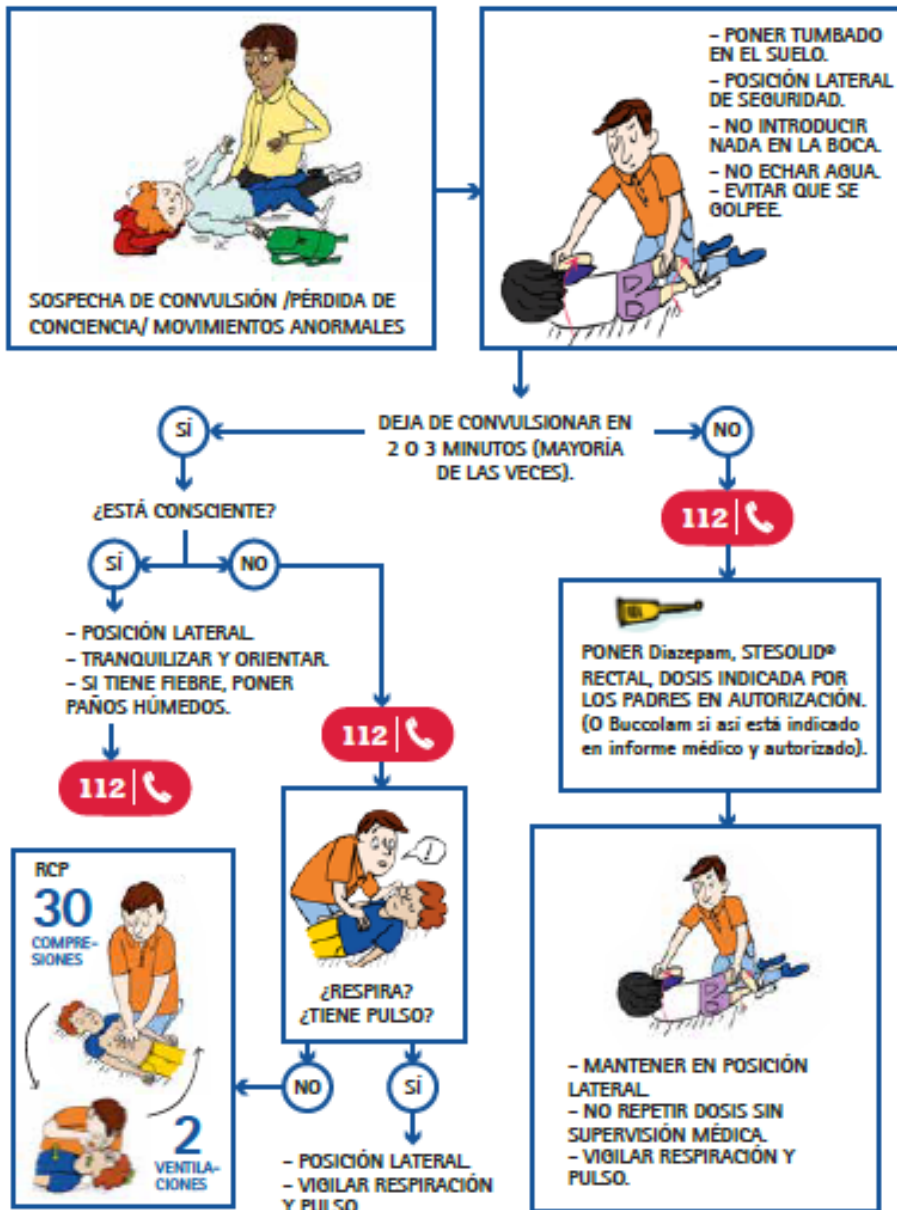 – PONER TUMBADO
EN EL SUELO.
– POSICIÓN LATERAL
DE SEGURIDAD.
– NO INTRODUCIR
NADA EN LA BOCA.
– NO ECHAR AGUA.
– EVITAR QUE SE
GOLPEE.
SOSPECHA DE CONVULSIÓN /PÉRDIDA DE
CONCIENCIA/ MOVIMIENTOS ANORMALES
DEJA DE CONVULSIONAR EN
2 O 3 MINUTOS (MAYORÍA
DE LAS VECES).
SÍ
NO
¿ESTÁ CONSCIENTE?
112
SÍ
NO
– POSICIÓN LATERAL.
– TRANQUILIZAR Y ORIENTAR.
– SI TIENE FIEBRE, PONER
PAÑOS HÚMEDOS.
PONER Diazepam, STESOLID®
RECTAL, DOSIS INDICADA POR
LOS PADRES EN AUTORIZACIÓN.
(O Buccolam si así está indicado
en informe médico y autorizado).
112
112
RCP
30
COMPRE-
SIONES
2
VENTILA-
CIONES
!
¿RESPIRA?
¿TIENE PULSO?
NO
SÍ
– POSICIÓN LATERAL.
– VIGILAR RESPIRACIÓN
Y PULSO
– MANTENER EN POSICIÓN
LATERAL.
– NO REPETIR DOSIS SIN
SUPERVISIÓN MÉDICA.
– VIGILAR RESPIRACIÓN Y
PULSO.